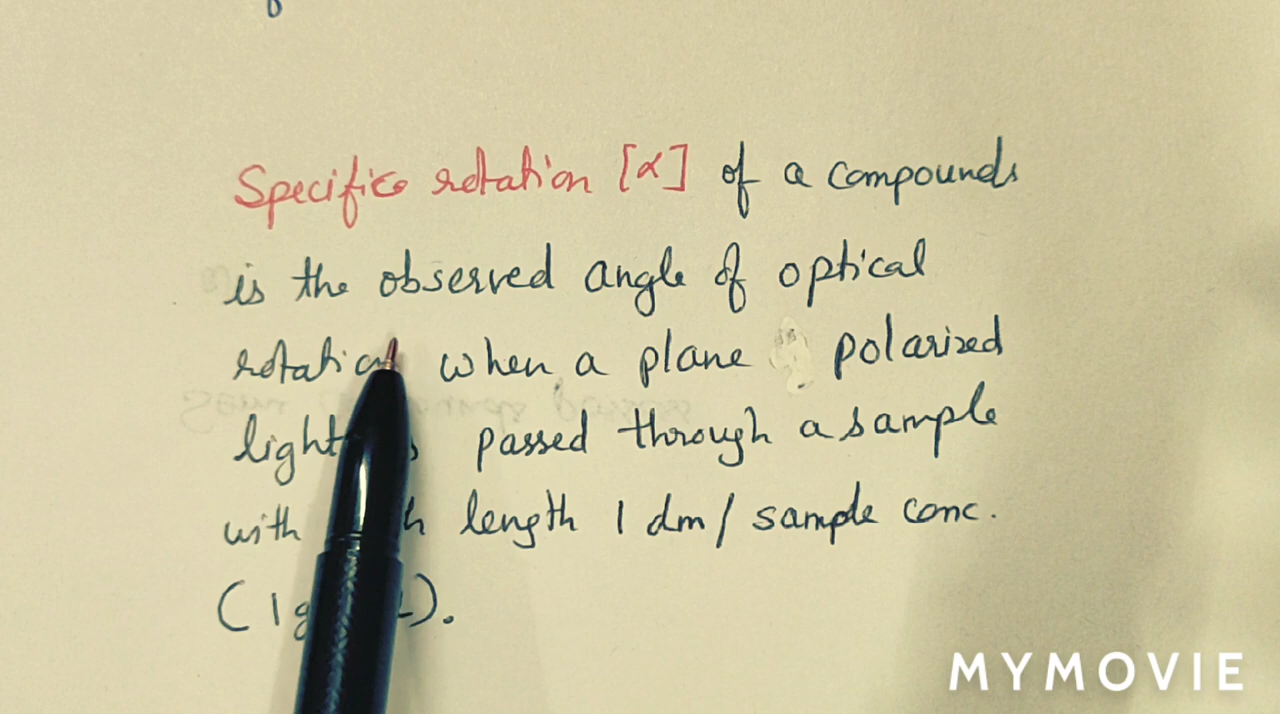 Specific rotation [α] of a compounds
is the observed angle of optical
rotation when a plane polarized
light passed through a sample
with length 1 dm / sample conc.
(1g
MYMOVIE